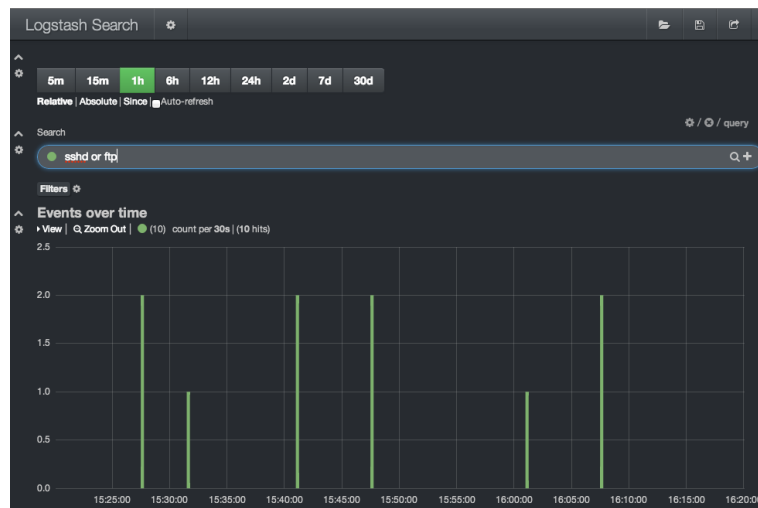 Logstash Search
5m 15m 1h 6h 12h 24h 2d 7d 30d
Relative | Absolute | Since | Auto-refresh
/ / query
Search
sshd or ftp
Filters
Events over time
View | Zoom Out | (10) count per 30s | (10 hits)
2.5
2.0
1.5
1.0
0.5
0.0
15:25:00 15:30:00 15:35:00 15:40:00 15:45:00 15:50:00 15:55:00 16:00:00 16:05:00 16:10:00 16:15:00 16:20:0